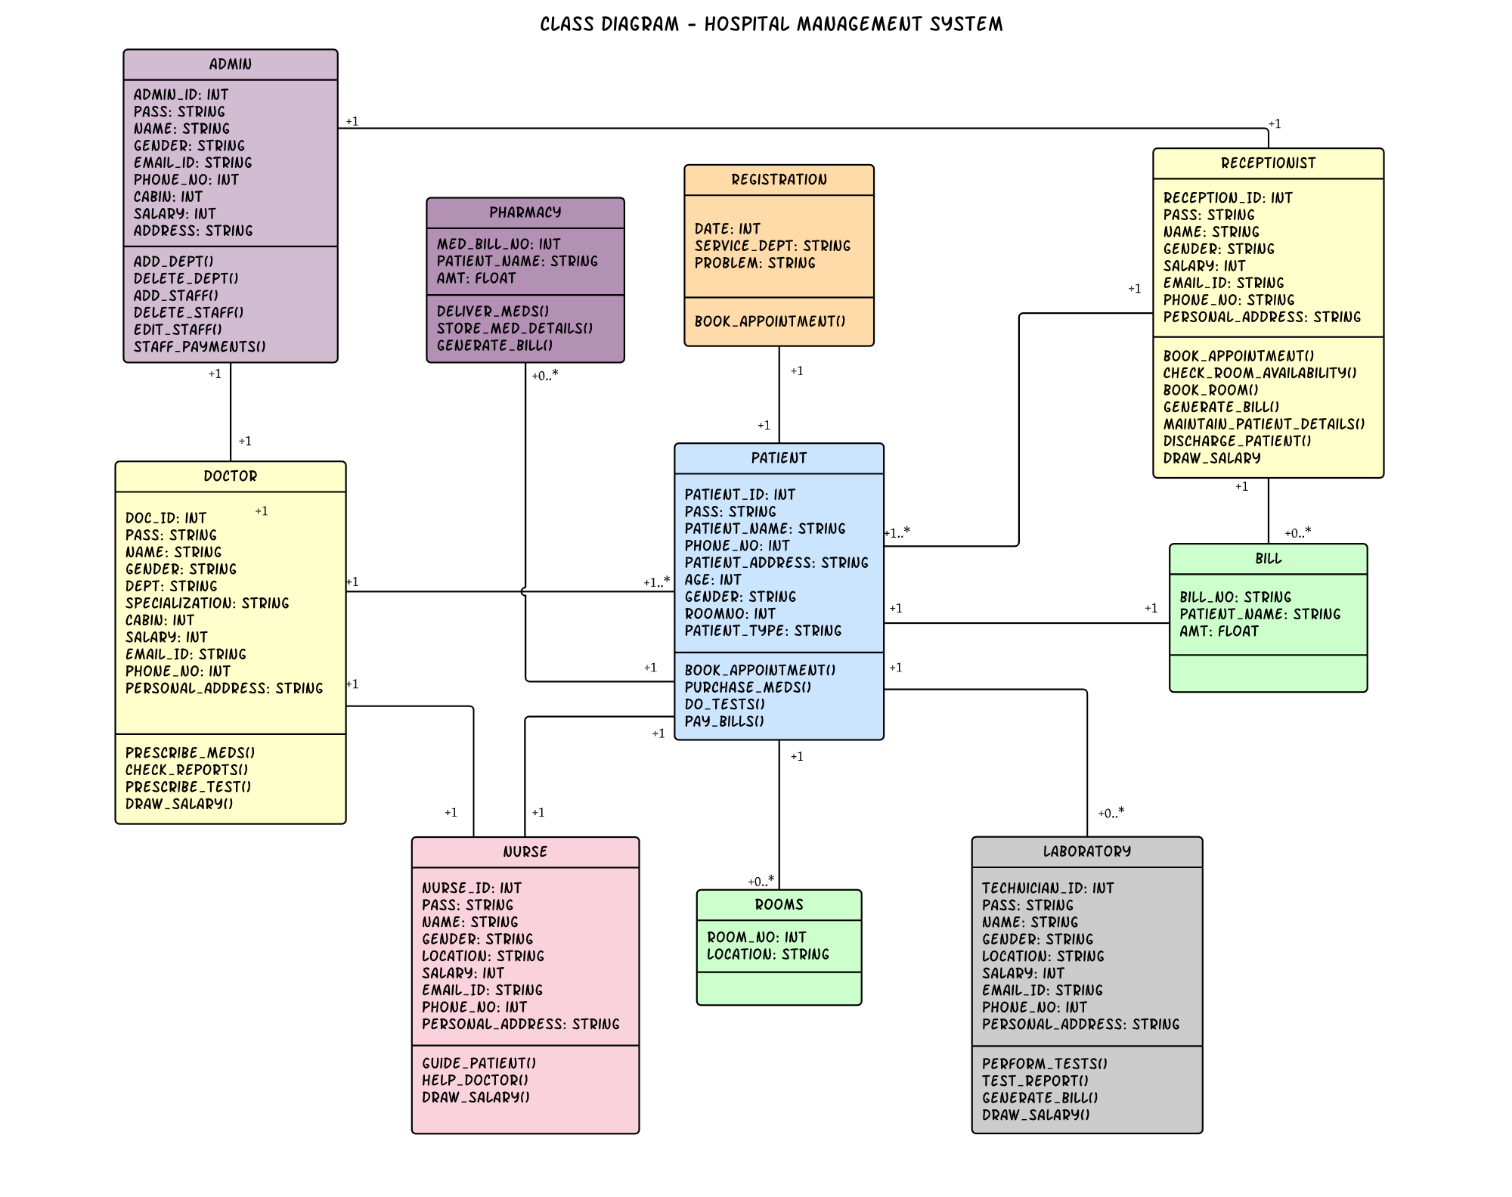 CLASS DIAGRAM - HOSPITAL MANAGEMENT SYSTEM
ADMIN
ADMIN_ID: INT
PASS: STRING
NAME: STRING
GENDER: STRING
EMAIL_ID: STRING
PHONE_NO: INT
CABIN: INT
SALARY: INT
ADDRESS: STRING
ADD_DEPT()
DELETE_DEPT()
ADD_STAFF()
DELETE_STAFF()
EDIT_STAFF()
STAFF_PAYMENTS()
+1
+1
+1
+1
PHARMACY
MED_BILL_NO: INT
PATIENT_NAME: STRING
AMT: FLOAT
DELIVER_MEDS()
STORE_MED_DETAILS()
GENERATE_BILL()
+0..*
REGISTRATION
DATE: INT
SERVICE_DEPT: STRING
PROBLEM: STRING
BOOK_APPOINTMENT()
+1
+1
RECEPTIONIST
RECEPTION_ID: INT
PASS: STRING
NAME: STRING
GENDER: STRING
SALARY: INT
EMAIL_ID: STRING
PHONE_NO: STRING
PERSONAL_ADDRESS: STRING
BOOK_APPOINTMENT()
CHECK_ROOM_AVAILABILITY()
BOOK_ROOM()
GENERATE_BILL()
MAINTAIN_PATIENT_DETAILS()
DISCHARGE_PATIENT()
DRAW_SALARY
+1
+1
+0..*
DOCTOR
+1
DOC_ID: INT
PASS: STRING
NAME: STRING
GENDER: STRING
DEPT: STRING
SPECIALIZATION: STRING
CABIN: INT
SALARY: INT
EMAIL_ID: STRING
PHONE_NO: INT
PERSONAL_ADDRESS: STRING
PRESCRIBE_MEDS()
CHECK_REPORTS()
PRESCRIBE_TEST()
DRAW_SALARY()
+1
+1..*
+1
+1
PATIENT
PATIENT_ID: INT
PASS: STRING
PATIENT_NAME: STRING
PHONE_NO: INT
PATIENT_ADDRESS: STRING
AGE: INT
GENDER: STRING
ROOMNO: INT
PATIENT_TYPE: STRING
BOOK_APPOINTMENT()
PURCHASE_MEDS()
DO_TESTS()
PAY_BILLS()
+1..*
+1
+1
+1
+1
+1
+1
BILL
BILL_NO: STRING
PATIENT_NAME: STRING
AMT: FLOAT
+1
+0..*
+0..*
NURSE
NURSE_ID: INT
PASS: STRING
NAME: STRING
GENDER: STRING
LOCATION: STRING
SALARY: INT
EMAIL_ID: STRING
PHONE_NO: INT
PERSONAL_ADDRESS: STRING
GUIDE_PATIENT()
HELP_DOCTOR()
DRAW_SALARY()
ROOMS
ROOM_NO: INT
LOCATION: STRING
LABORATORY
TECHNICIAN_ID: INT
PASS: STRING
NAME: STRING
GENDER: STRING
LOCATION: STRING
SALARY: INT
EMAIL_ID: STRING
PHONE_NO: INT
PERSONAL_ADDRESS: STRING
PERFORM_TESTS()
TEST_REPORT()
GENERATE_BILL()
DRAW_SALARY()